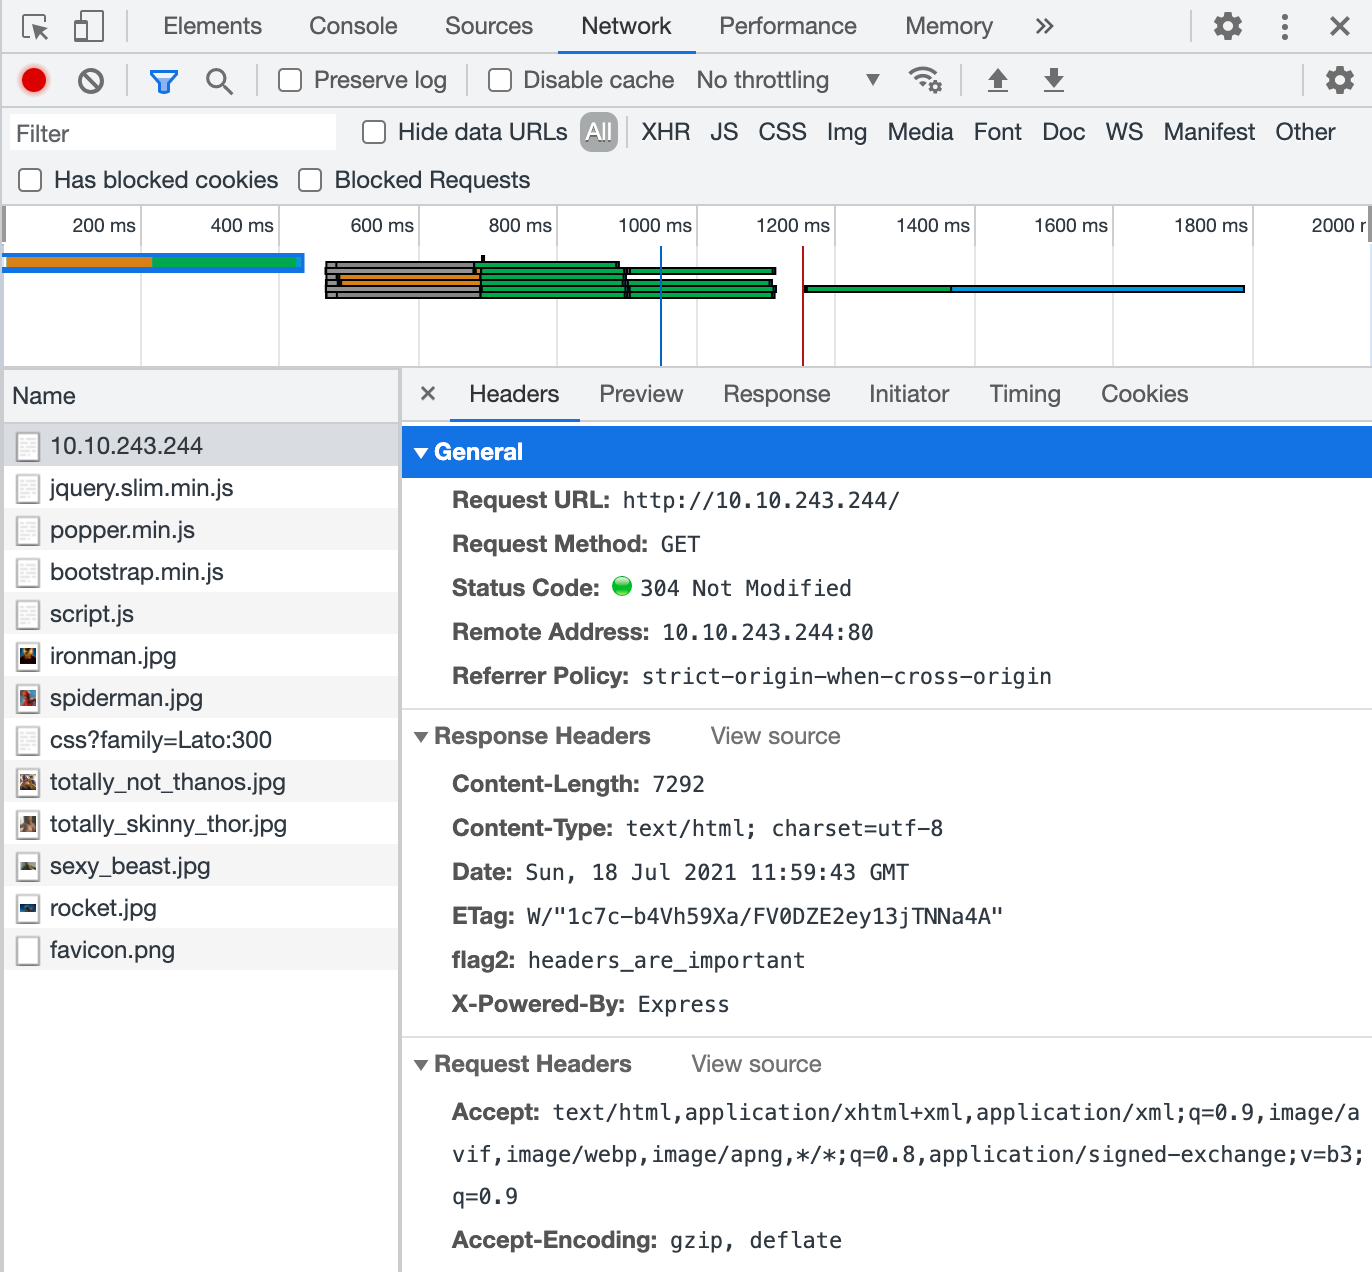 Elements Console Sources Network Performance Memory »
Preserve log Disable cache No throttling
Filter Hide data URLs All XHR JS CSS Img Media Font Doc WS Manifest Other
Has blocked cookies Blocked Requests
200 ms 400 ms 600 ms 800 ms 1000 ms 1200 ms 1400 ms 1600 ms 1800 ms 2000 r
Name
10.10.243.244
jquery.slim.min.js
popper.min.js
bootstrap.min.js
script.js
ironman.jpg
spiderman.jpg
css?family=Lato:300
totally_not_thanos.jpg
totally_skinny_thor.jpg
sexy_beast.jpg
rocket.jpg
favicon.png
× Headers Preview Response Initiator Timing Cookies
General
Request URL: http://10.10.243.244/
Request Method: GET
Status Code: 304 Not Modified
Remote Address: 10.10.243.244:80
Referrer Policy: strict-origin-when-cross-origin
Response Headers View source
Content-Length: 7292
Content-Type: text/html; charset=utf-8
Date: Sun, 18 Jul 2021 11:59:43 GMT
ETag: W/"1c7c-b4Vh59Xa/FV0DZE2ey13jTNNa4A"
flag2: headers_are_important
X-Powered-By: Express
Request Headers View source
Accept: text/html,application/xhtml+xml,application/xml;q=0.9,image/a
vif,image/webp,image/apng,*/*;q=0.8,application/signed-exchange;v=b3;
q=0.9
Accept-Encoding: gzip, deflate